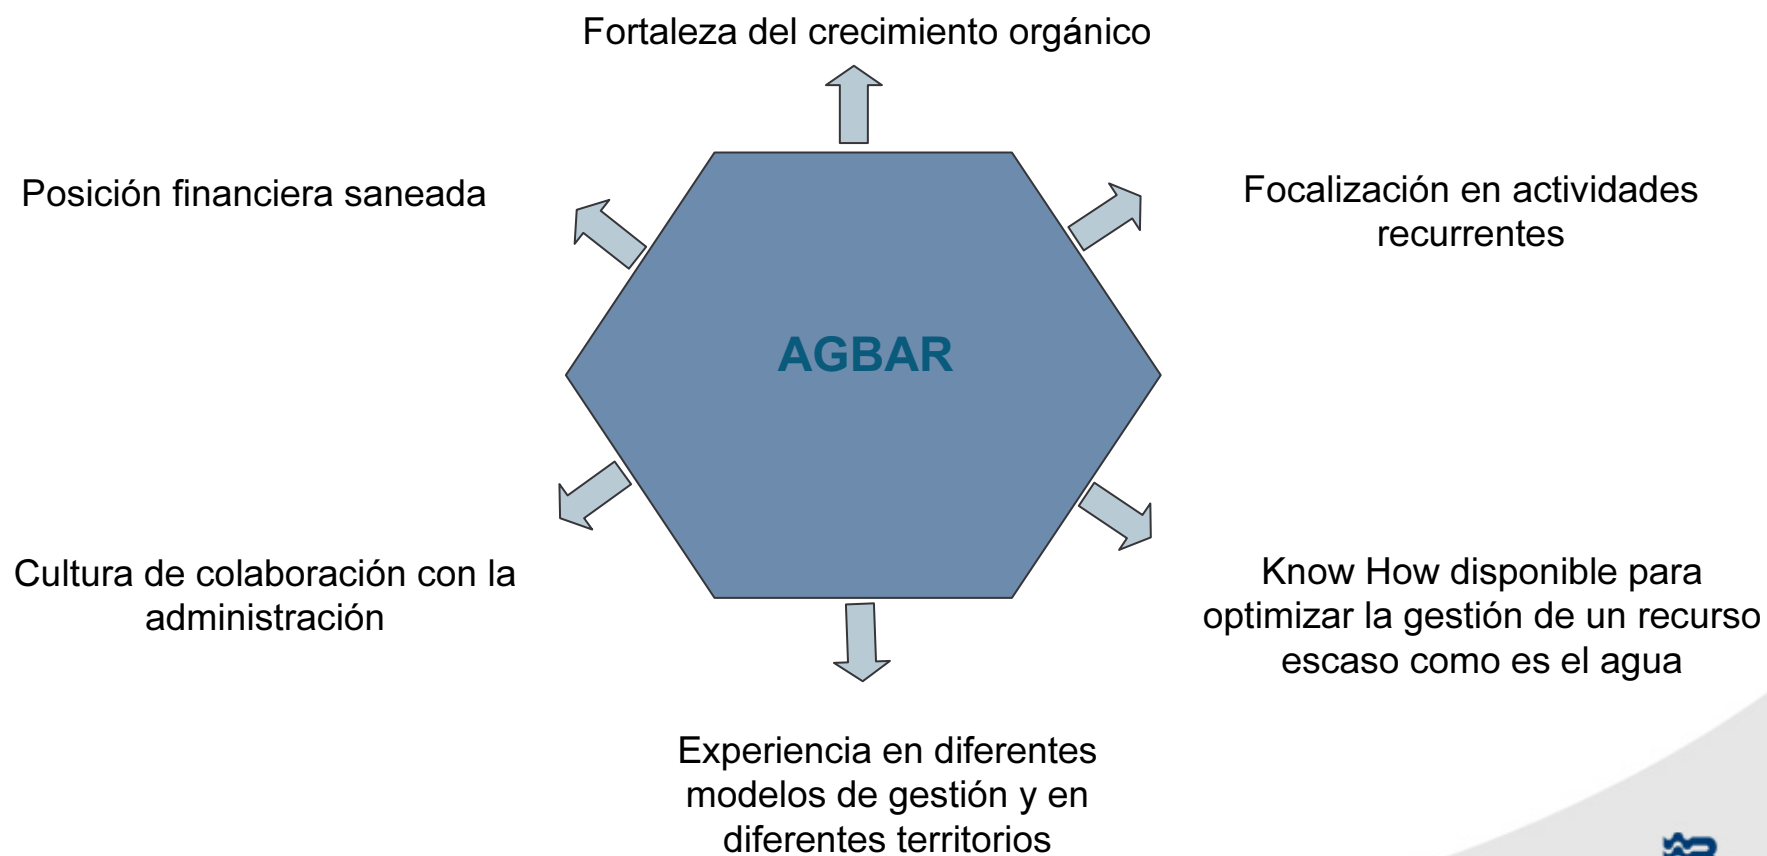 Fortaleza del crecimiento orgánico
Posición financiera saneada
Focalización en actividades
recurrentes
AGBAR
Cultura de colaboración con la
administración
Know How disponible para
optimizar la gestión de un recurso
escaso como es el agua
Experiencia en diferentes
modelos de gestión y en
diferentes territorios